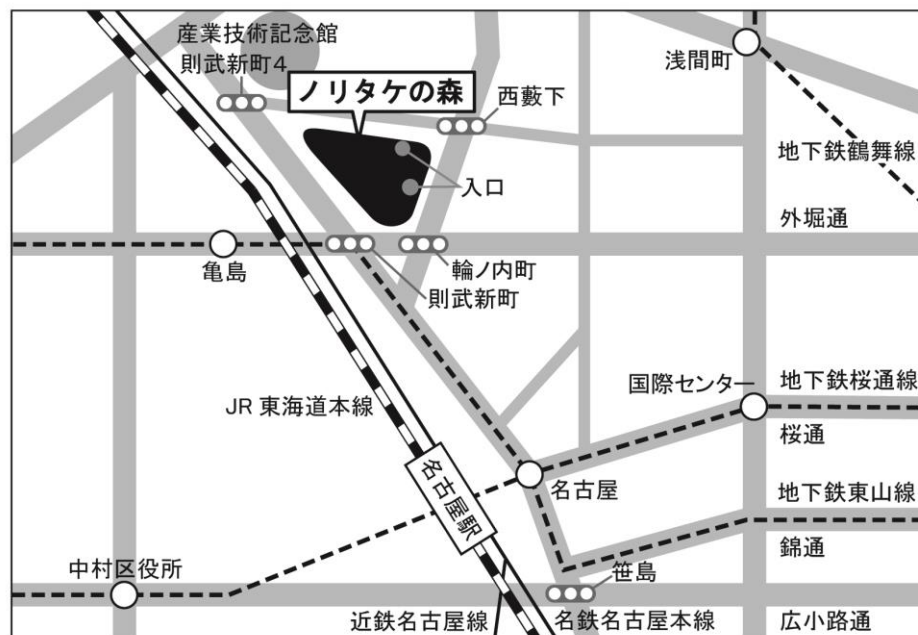 産業技術記念館
則武新町4
ノリタケの森
西藪下
浅間町
地下鉄鶴舞線
入口
外堀通
亀島
輪ノ内町
則武新町
国際センター
地下鉄桜通線
JR東海道本線
桜通
名古屋駅
名古屋
地下鉄東山線
錦通
中村区役所
笹島
近鉄名古屋線
名鉄名古屋本線
広小路通